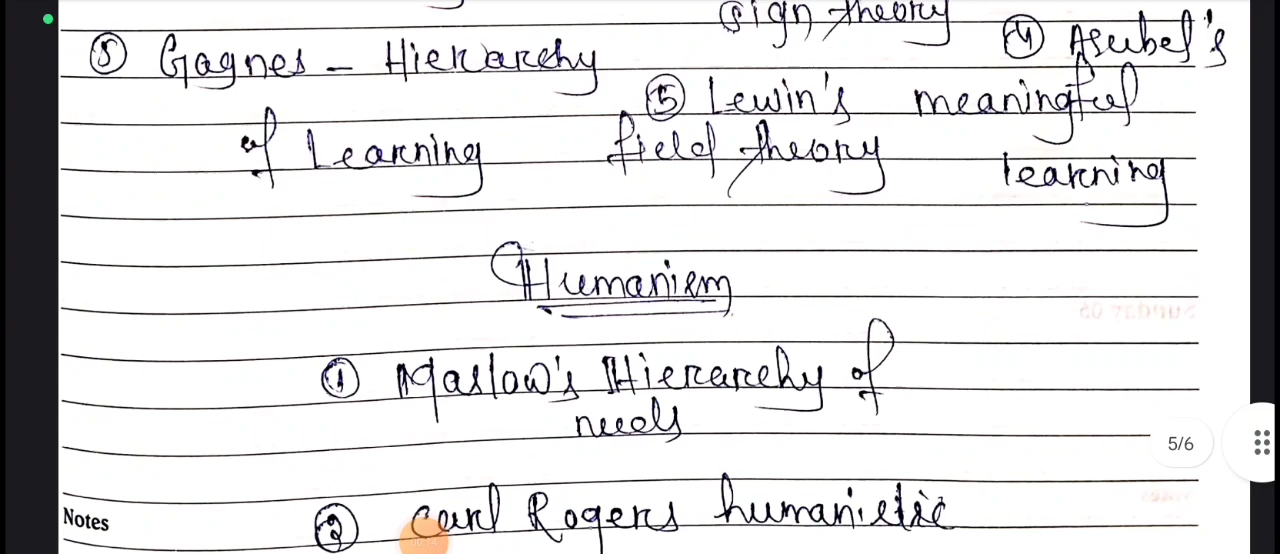 sign theory
④ Asubel's
⑧ Gagnes - Hierarchy
⑤ Lewin's meaningful
of Learning field theory
learning
Humanism
① Maslow's Hierarchy of
needs
Notes
② Carl Rogers humanistic
5/6